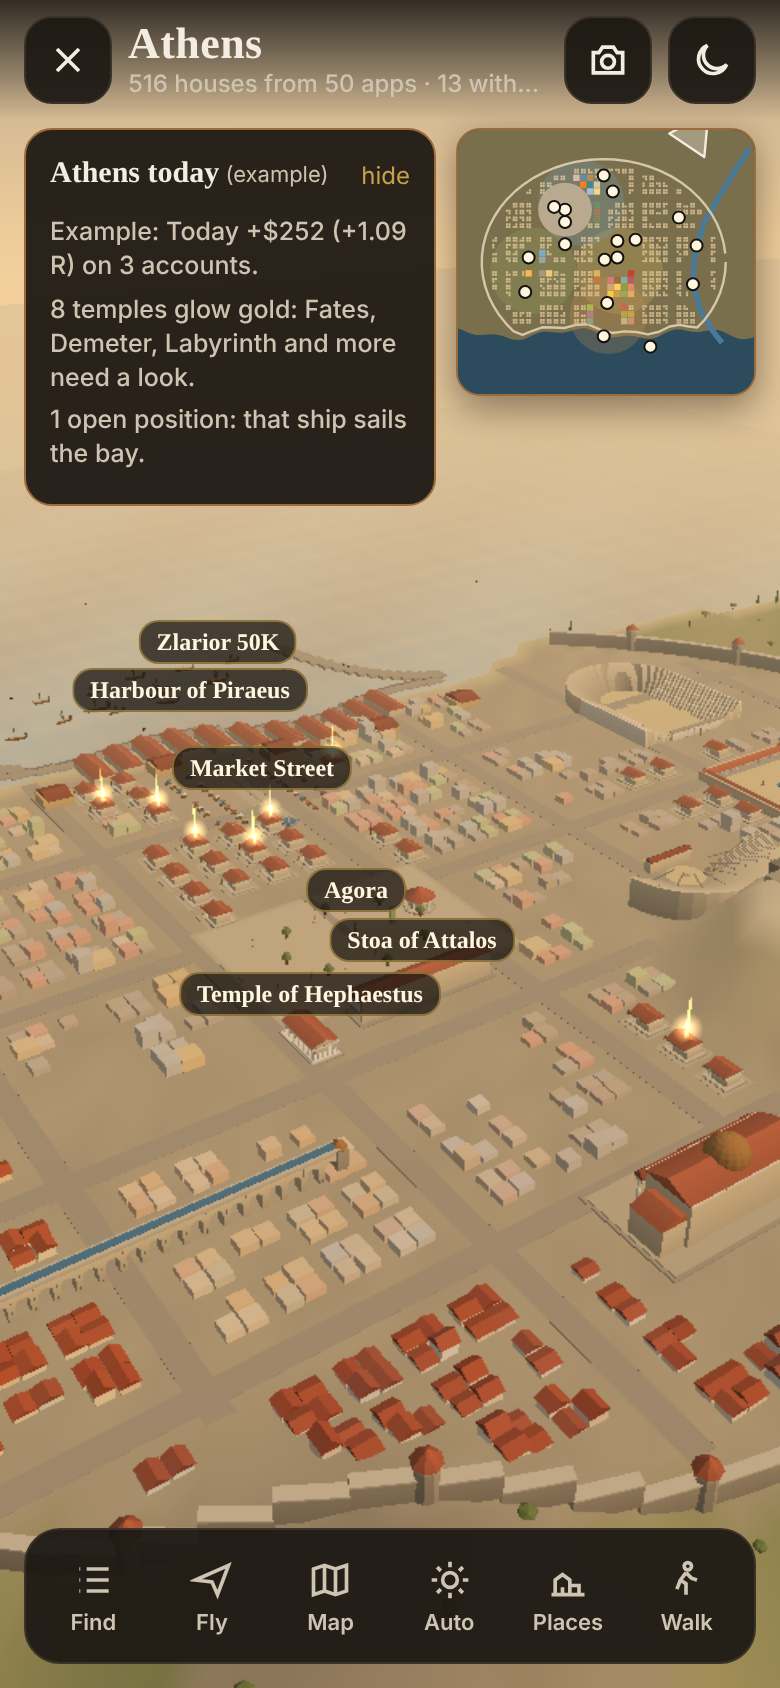 Athens
516 houses from 50 apps · 13 with...
Athens today (example) hide
Example: Today +$252 (+1.09
R) on 3 accounts.
8 temples glow gold: Fates,
Demeter, Labyrinth and more
need a look.
1 open position: that ship sails
the bay.
Zlarior 50K
Harbour of Piraeus
Market Street
Agora
Stoa of Attalos
Temple of Hephaestus
Find Fly Map Auto Places Walk